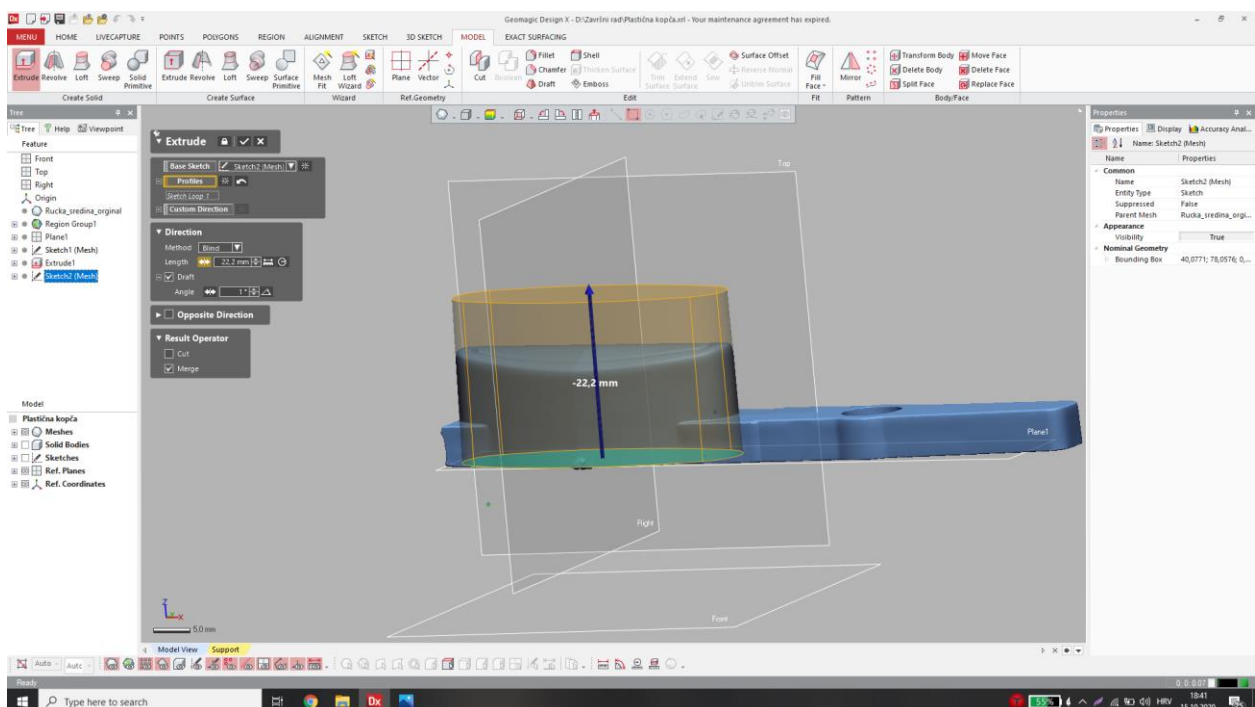 Geomagic Design X - D:\Završni rad\Plastična kopča.xrl - Your maintenance agreement has expired.
MENU HOME LIVECAPTURE POINTS POLYGONS REGION ALIGNMENT SKETCH 3D SKETCH MODEL EXACT SURFACING
Fillet Shell Surface Offset Transform Body Move Face
Chamfer Thicken Surface Reverse Normal Delete Body Delete Face
Draft Emboss Untrim Surface Split Face Replace Face
Extrude Revolve Loft Sweep Solid Primitive Extrude Revolve Loft Sweep Surface Primitive Mesh Fit Loft Wizard Plane Vector Cut Boolean Trim Surface Extend Surface Sew Fill Face Mirror
Create Solid Create Surface Wizard Ref.Geometry Edit Fit Pattern Body/Face
Tree
Tree Help Viewpoint
Feature
Front
Top
Right
Origin
Rucka_sredina_orginal
Region Group1
Plane1
Sketch1 (Mesh)
Extrude1
Sketch2 (Mesh)
Model
Plastična kopča
Meshes
Solid Bodies
Sketches
Ref. Planes
Ref. Coordinates
Extrude
Base Sketch Sketch2 (Mesh)
Profiles
Sketch Loop 1
Custom Direction
Direction
Method Blind
Length 22,2 mm
Draft
Angle 1 °
Opposite Direction
Result Operator
Cut
Merge
Top
-22,2 mm
Plane1
Right
Front
Z
X
5.0 mm
Properties
Properties Display Accuracy Anal...
Name: Sketch2 (Mesh)
Name Properties
Common
Name Sketch2 (Mesh)
Entity Type Sketch
Suppressed False
Parent Mesh Rucka_sredina_orgi...
Appearance
Visibility True
Nominal Geometry
Bounding Box 40,0771; 78,0576; 0,...
Model View Support
Auto Autc
Ready
0: 0: 0:07
Type here to search
Dx
55%
HRV
18:41
15.10.2020.